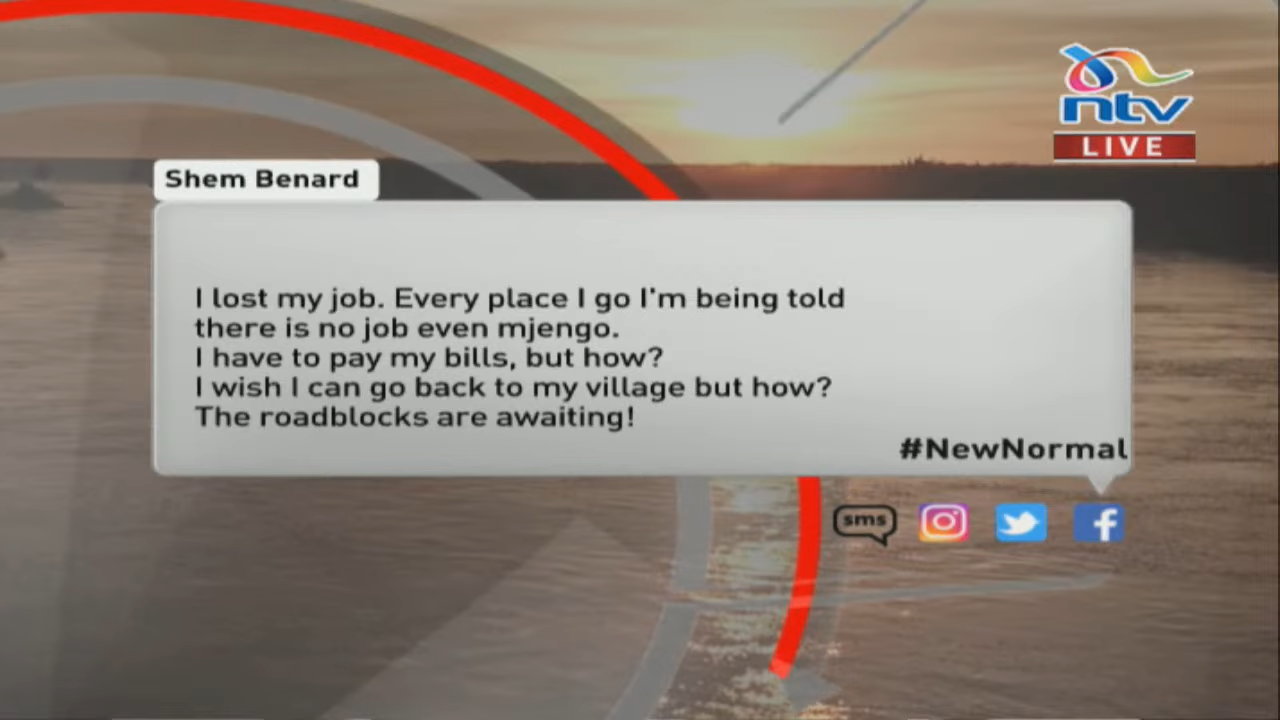 ntv
LIVE
Shem Benard
I lost my job. Every place I go I'm being told
there is no job even mjengo.
I have to pay my bills, but how?
I wish I can go back to my village but how?
The roadblocks are awaiting!
#NewNormal
sms